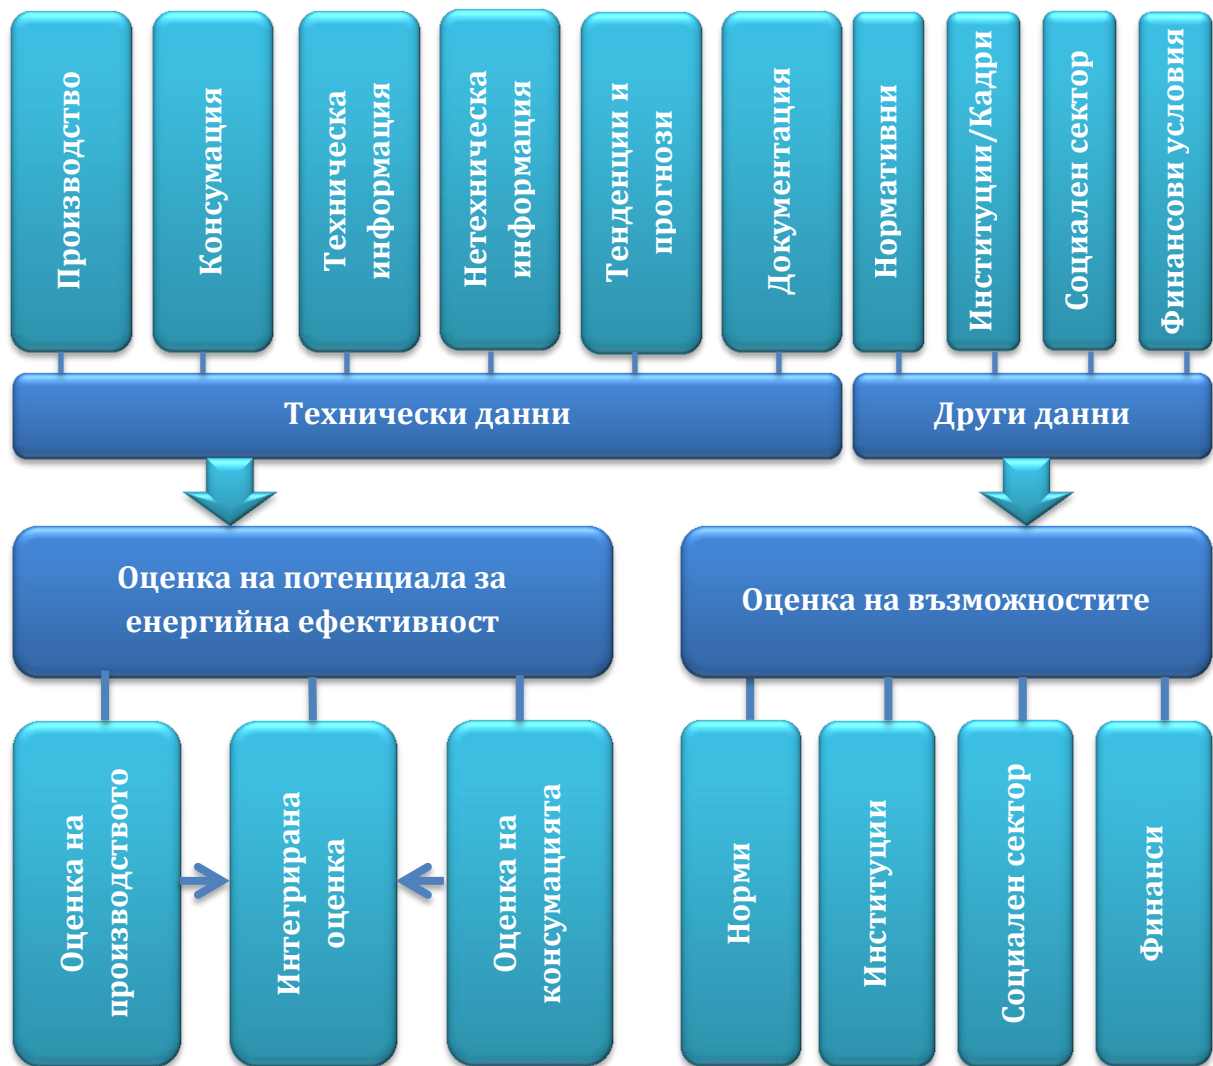 Производство
Консумация
Техническа
информация
Нетехническа
информация
Тенденции и
прогнози
Документация
Нормативни
Институции/Кадри
Социален сектор
Финансови условия
Технически данни
Други данни
Оценка на потенциала за
енергийна ефективност
Оценка на възможностите
Оценка на
производството
Интегрирана
оценка
Оценка на
консумацията
Норми
Институции
Социален сектор
Финанси